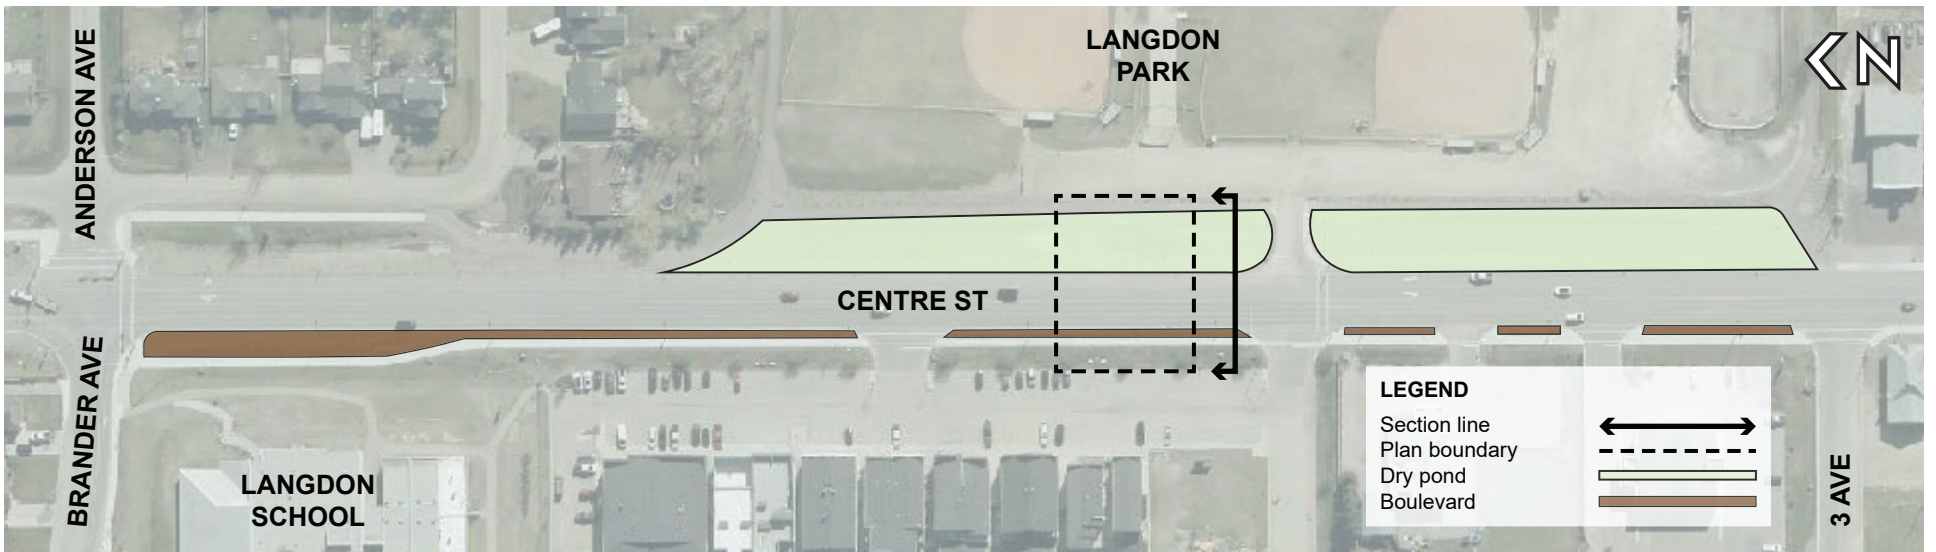 ANDERSON AVE
LANGDON
PARK
N
CENTRE ST
BRANDER AVE
LANGDON
SCHOOL
LEGEND
Section line
Plan boundary
Dry pond
Boulevard
3 AVE